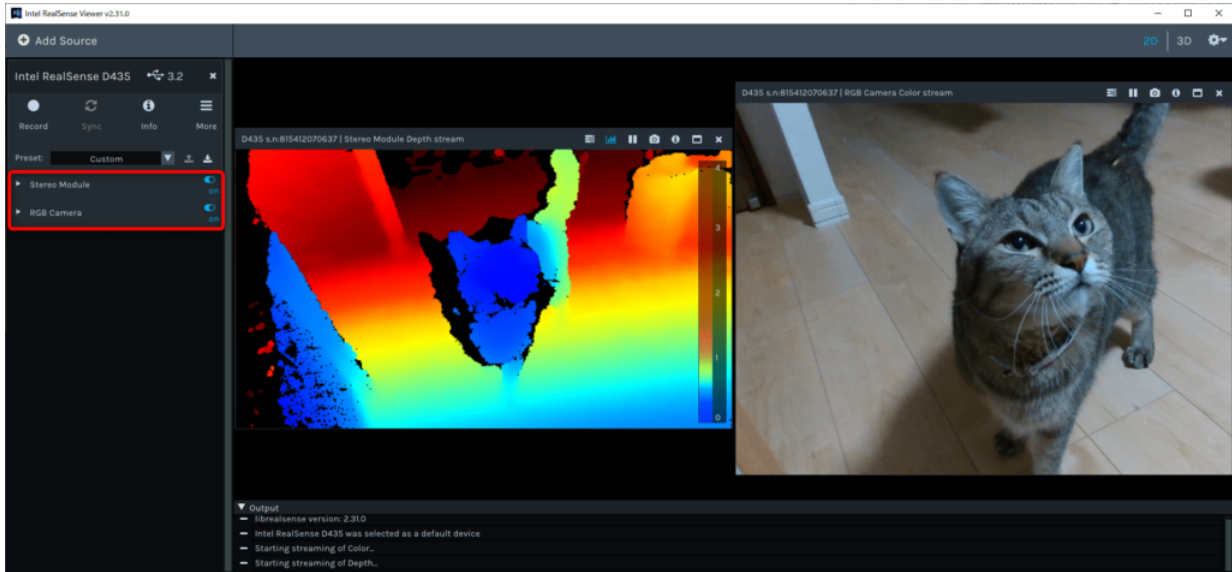 Intel RealSense Viewer v2.31.0
Add Source
2D 3D
Intel RealSense D435 3.2
Record Sync Info More
Preset: Custom
Stereo Module on
RGB Camera on
D435 s.n:815412070637 | Stereo Module Depth stream
4
3
2
1
0
D435 s.n:815412070637 | RGB Camera Color stream
Output
librealsense version: 2.31.0
Intel RealSense D435 was selected as a default device
Starting streaming of Color...
Starting streaming of Depth...